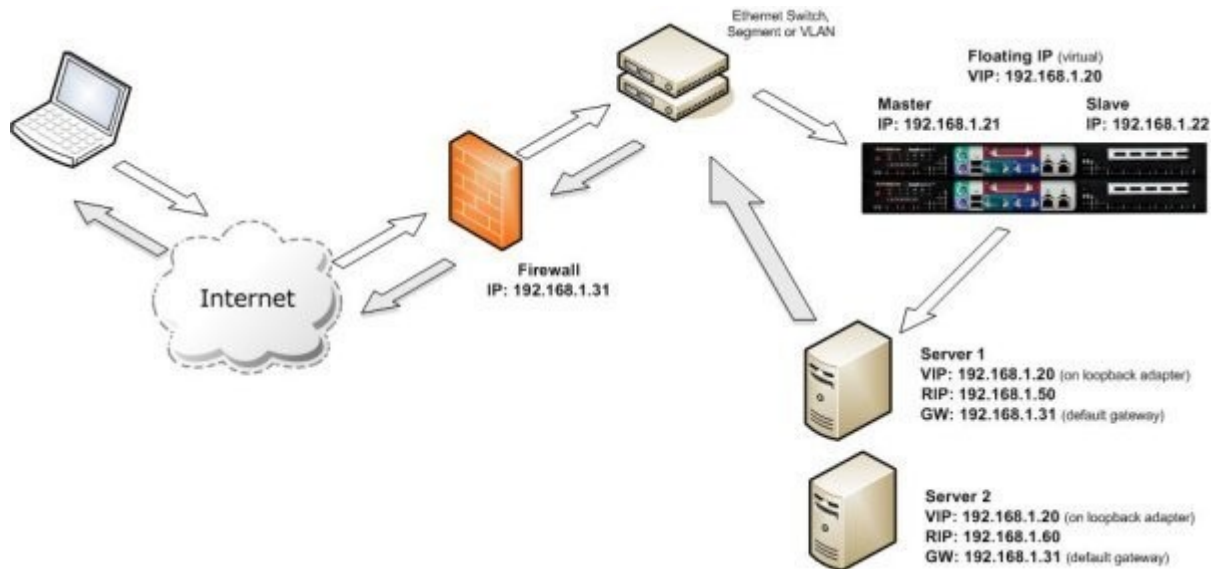 Ethernet Switch,
Segment or VLAN
Floating IP (virtual)
VIP: 192.168.1.20
Master
IP: 192.168.1.21
Slave
IP: 192.168.1.22
Firewall
IP: 192.168.1.31
Internet
Server 1
VIP: 192.168.1.20 (on loopback adapter)
RIP: 192.168.1.50
GW: 192.168.1.31 (default gateway)
Server 2
VIP: 192.168.1.20 (on loopback adapter)
RIP: 192.168.1.60
GW: 192.168.1.31 (default gateway)